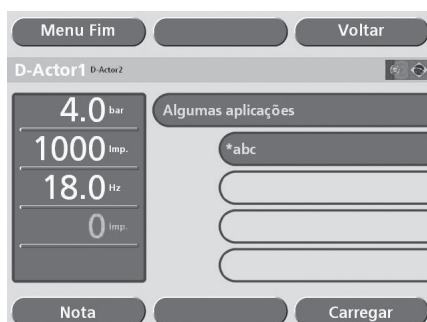 Menu Fim
Voltar
D-Actor1 D-Actor2
4.0 bar
Algumas aplicações
1000 Imp.
*abc
18.0 Hz
0 Imp.
Nota
Carregar